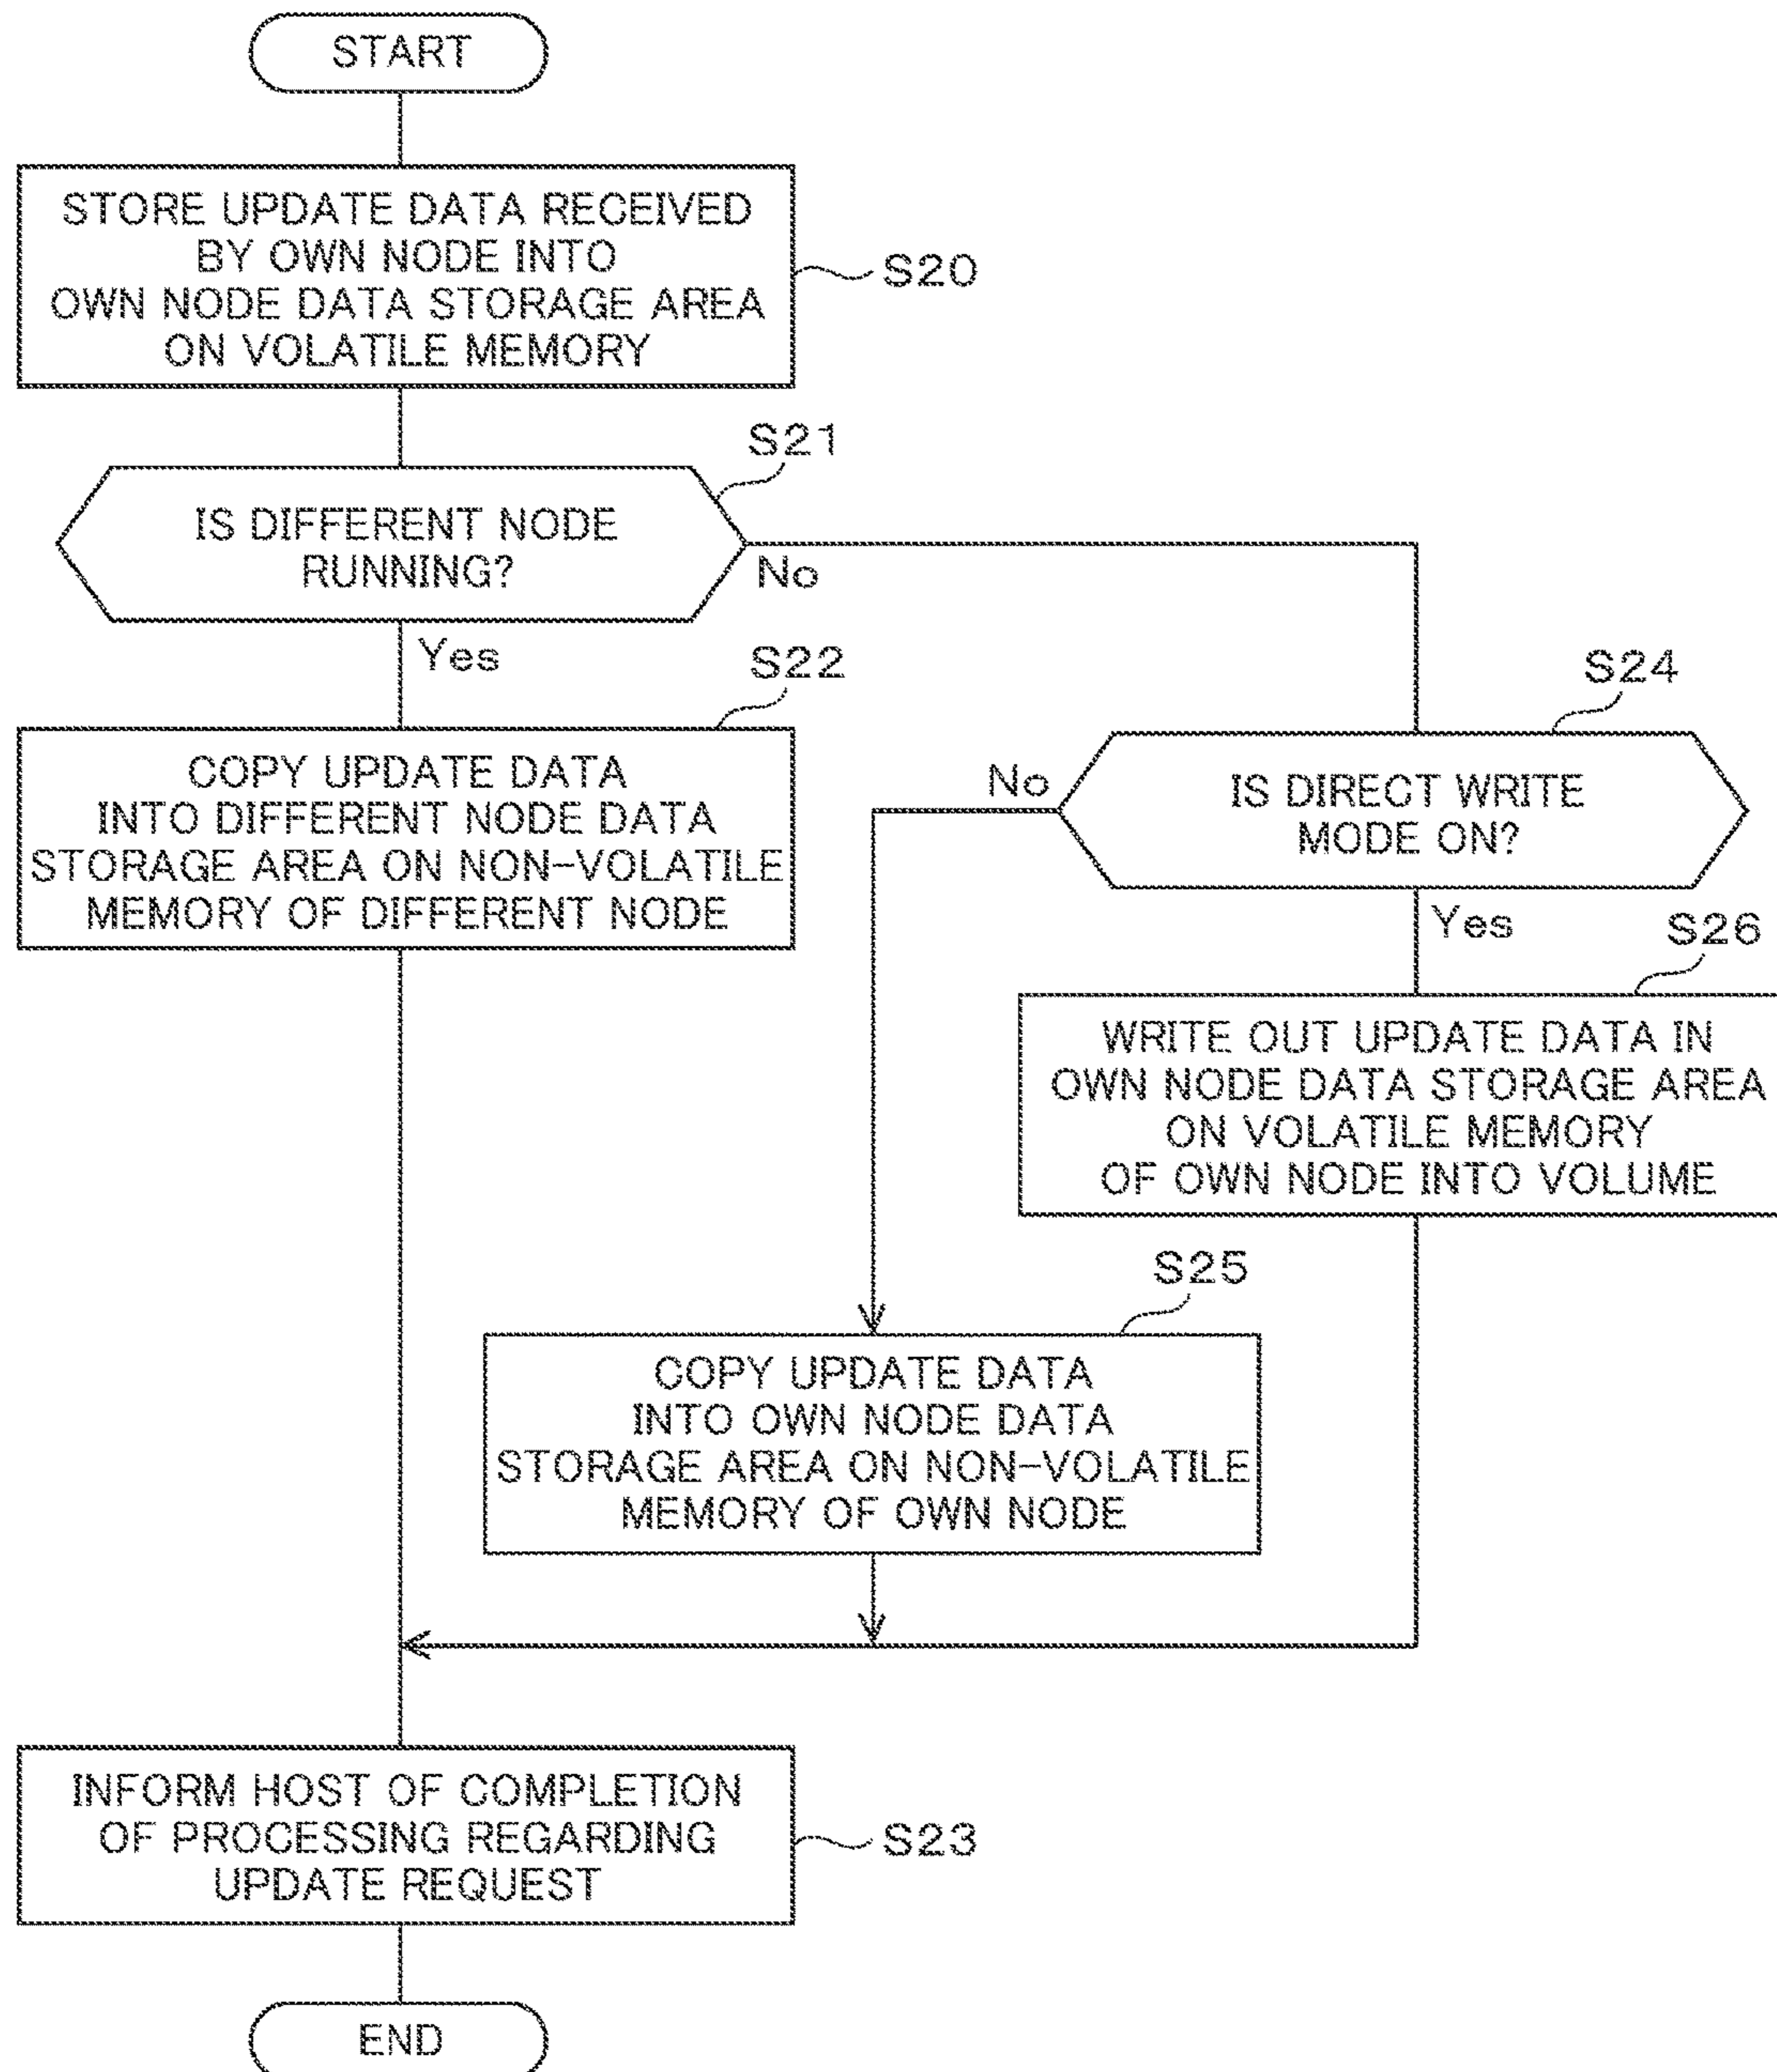 START
STORE UPDATE DATA RECEIVED
BY OWN NODE INTO
OWN NODE DATA STORAGE AREA
ON VOLATILE MEMORY
S20
S21
IS DIFFERENT NODE
RUNNING?
No
Yes
S22
COPY UPDATE DATA
INTO DIFFERENT NODE DATA
STORAGE AREA ON NON-VOLATILE
MEMORY OF DIFFERENT NODE
S24
IS DIRECT WRITE
MODE ON?
No
Yes
S26
WRITE OUT UPDATE DATA IN
OWN NODE DATA STORAGE AREA
ON VOLATILE MEMORY
OF OWN NODE INTO VOLUME
S25
COPY UPDATE DATA
INTO OWN NODE DATA
STORAGE AREA ON NON-VOLATILE
MEMORY OF OWN NODE
INFORM HOST OF COMPLETION
OF PROCESSING REGARDING
UPDATE REQUEST
S23
END